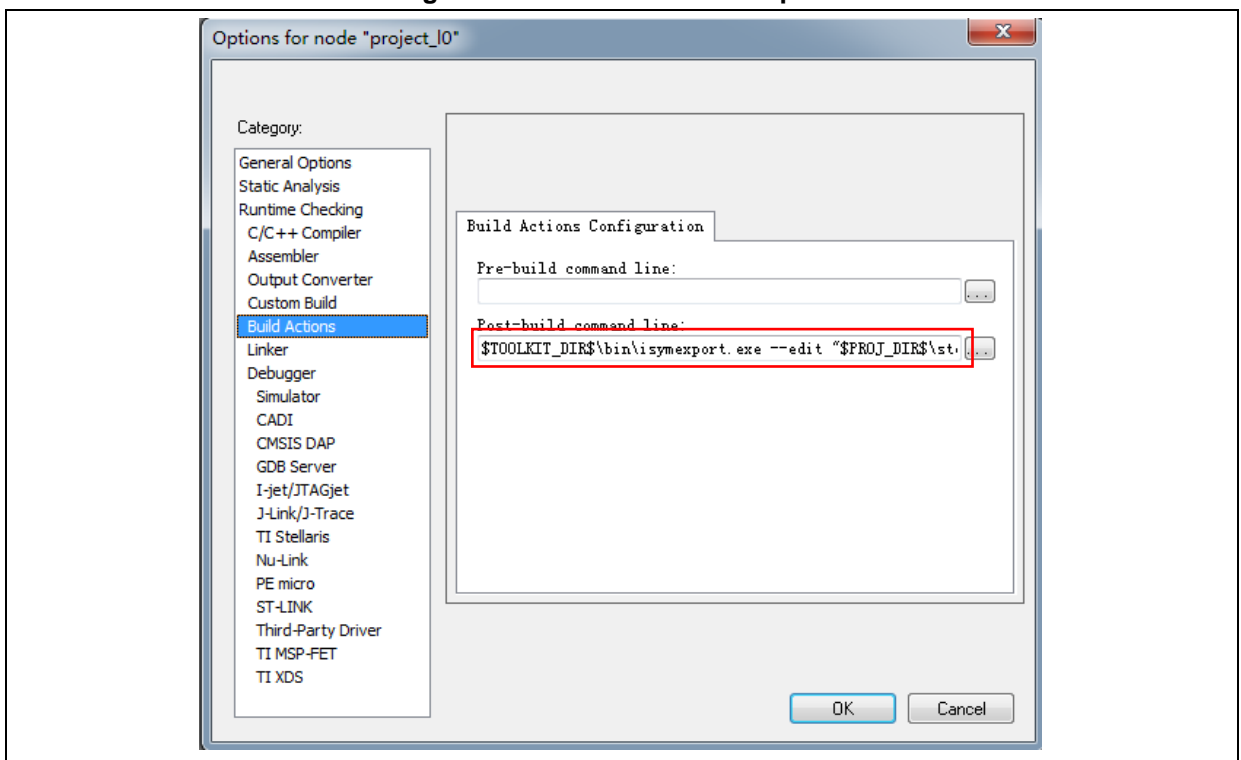 Options for node "project_l0"
Category:
General Options
Static Analysis
Runtime Checking
C/C++ Compiler
Assembler
Output Converter
Custom Build
Build Actions
Linker
Debugger
Simulator
CADI
CMSIS DAP
GDB Server
I-jet/JTAGjet
J-Link/J-Trace
TI Stellaris
Nu-Link
PE micro
ST-LINK
Third-Party Driver
TI MSP-FET
TI XDS
Build Actions Configuration
Pre-build command line:
...
Post-build command line:
$TOOLKIT_DIR$\bin\isymexport.exe --edit "$PROJ_DIR$\st
...
OK
Cancel